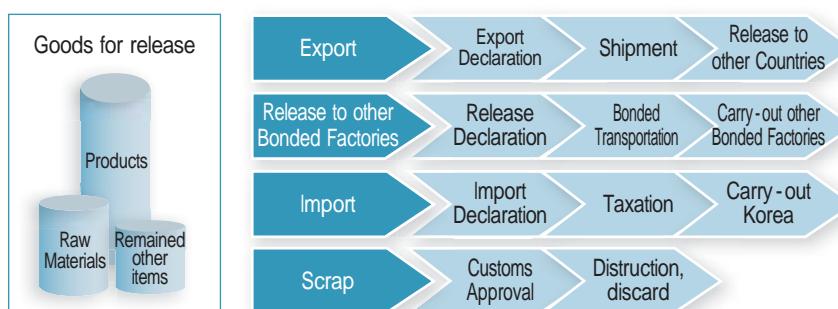 Goods for release
Products
Raw
Materials
Remained
other
items
Export
Export
Declaration
Shipment
Release to
other Countries
Release to other
Bonded Factories
Release
Declaration
Bonded
Transportation
Carry-out other
Bonded Factories
Import
Import
Declaration
Taxation
Carry-out
Korea
Scrap
Customs
Approval
Distruction,
discard